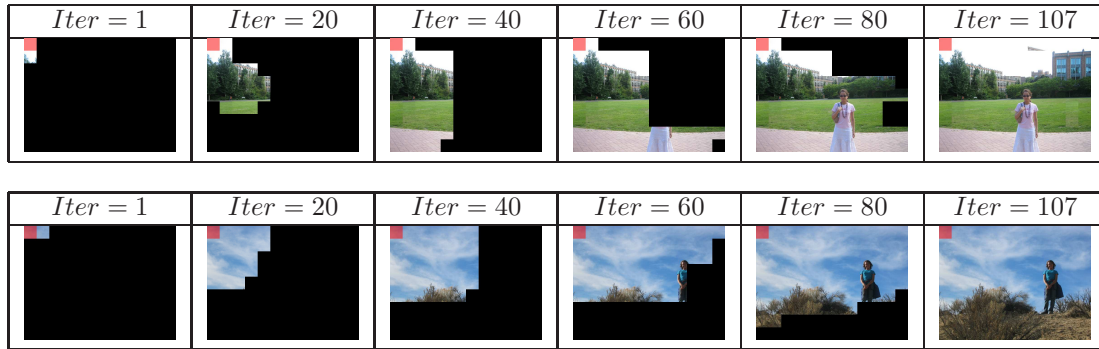 Iter = 1 Iter = 20 Iter = 40 Iter = 60 Iter = 80 Iter = 107
Iter = 1 Iter = 20 Iter = 40 Iter = 60 Iter = 80 Iter = 107